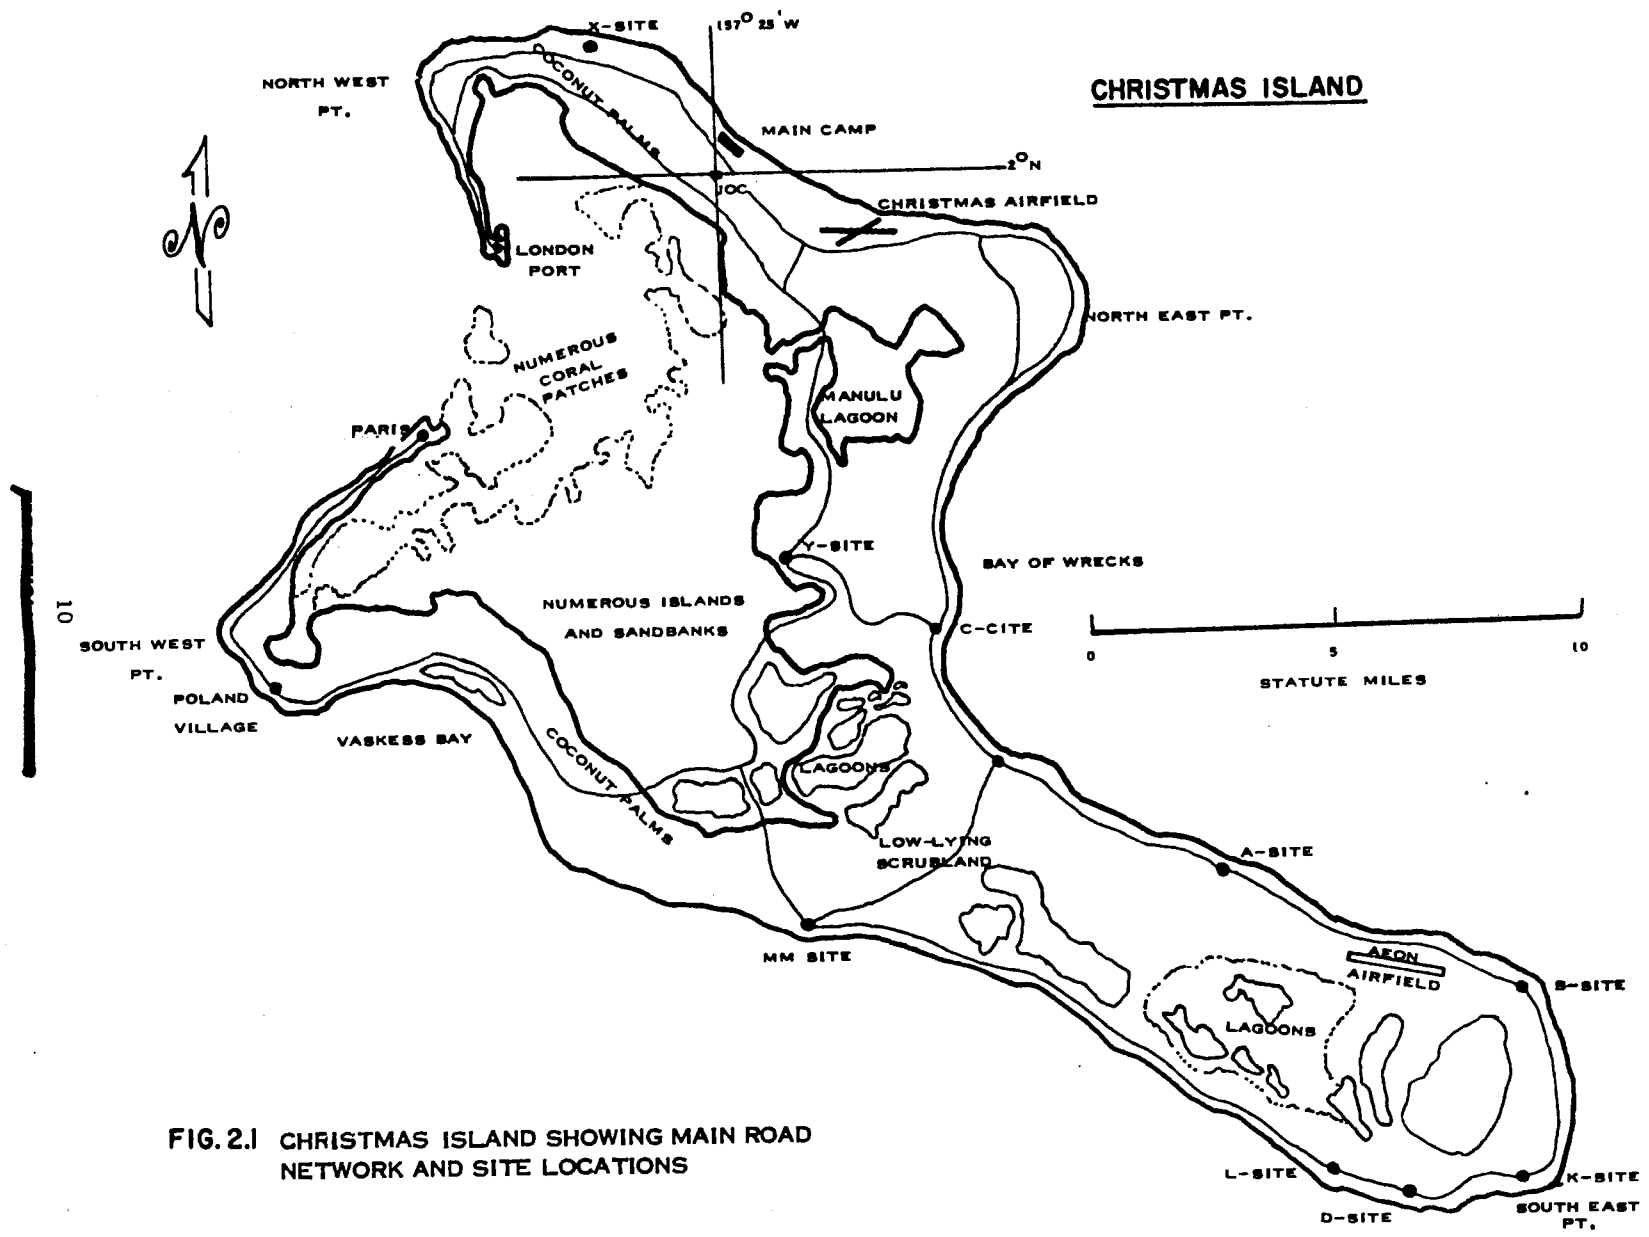 157° 25' W
X-SITE
CHRISTMAS ISLAND
NORTH WEST
PT.
COCONUT PALMS
MAIN CAMP
2°N
JOC
CHRISTMAS AIRFIELD
N
LONDON
PORT
NORTH EAST PT.
NUMEROUS
CORAL
PATCHES
MANULU
LAGOON
PARIS
Y-SITE
BAY OF WRECKS
10
NUMEROUS ISLANDS
AND SANDBANKS
C-CITE
SOUTH WEST
PT.
0
5
10
STATUTE MILES
POLAND
VILLAGE
VASKESS BAY
COCONUT PALMS
LAGOONS
LOW-LYING
SCRUBLAND
A-SITE
MM SITE
AEON
AIRFIELD
B-SITE
LAGOONS
FIG. 2.1 CHRISTMAS ISLAND SHOWING MAIN ROAD
NETWORK AND SITE LOCATIONS
L-SITE
K-SITE
D-SITE
SOUTH EAST
PT.